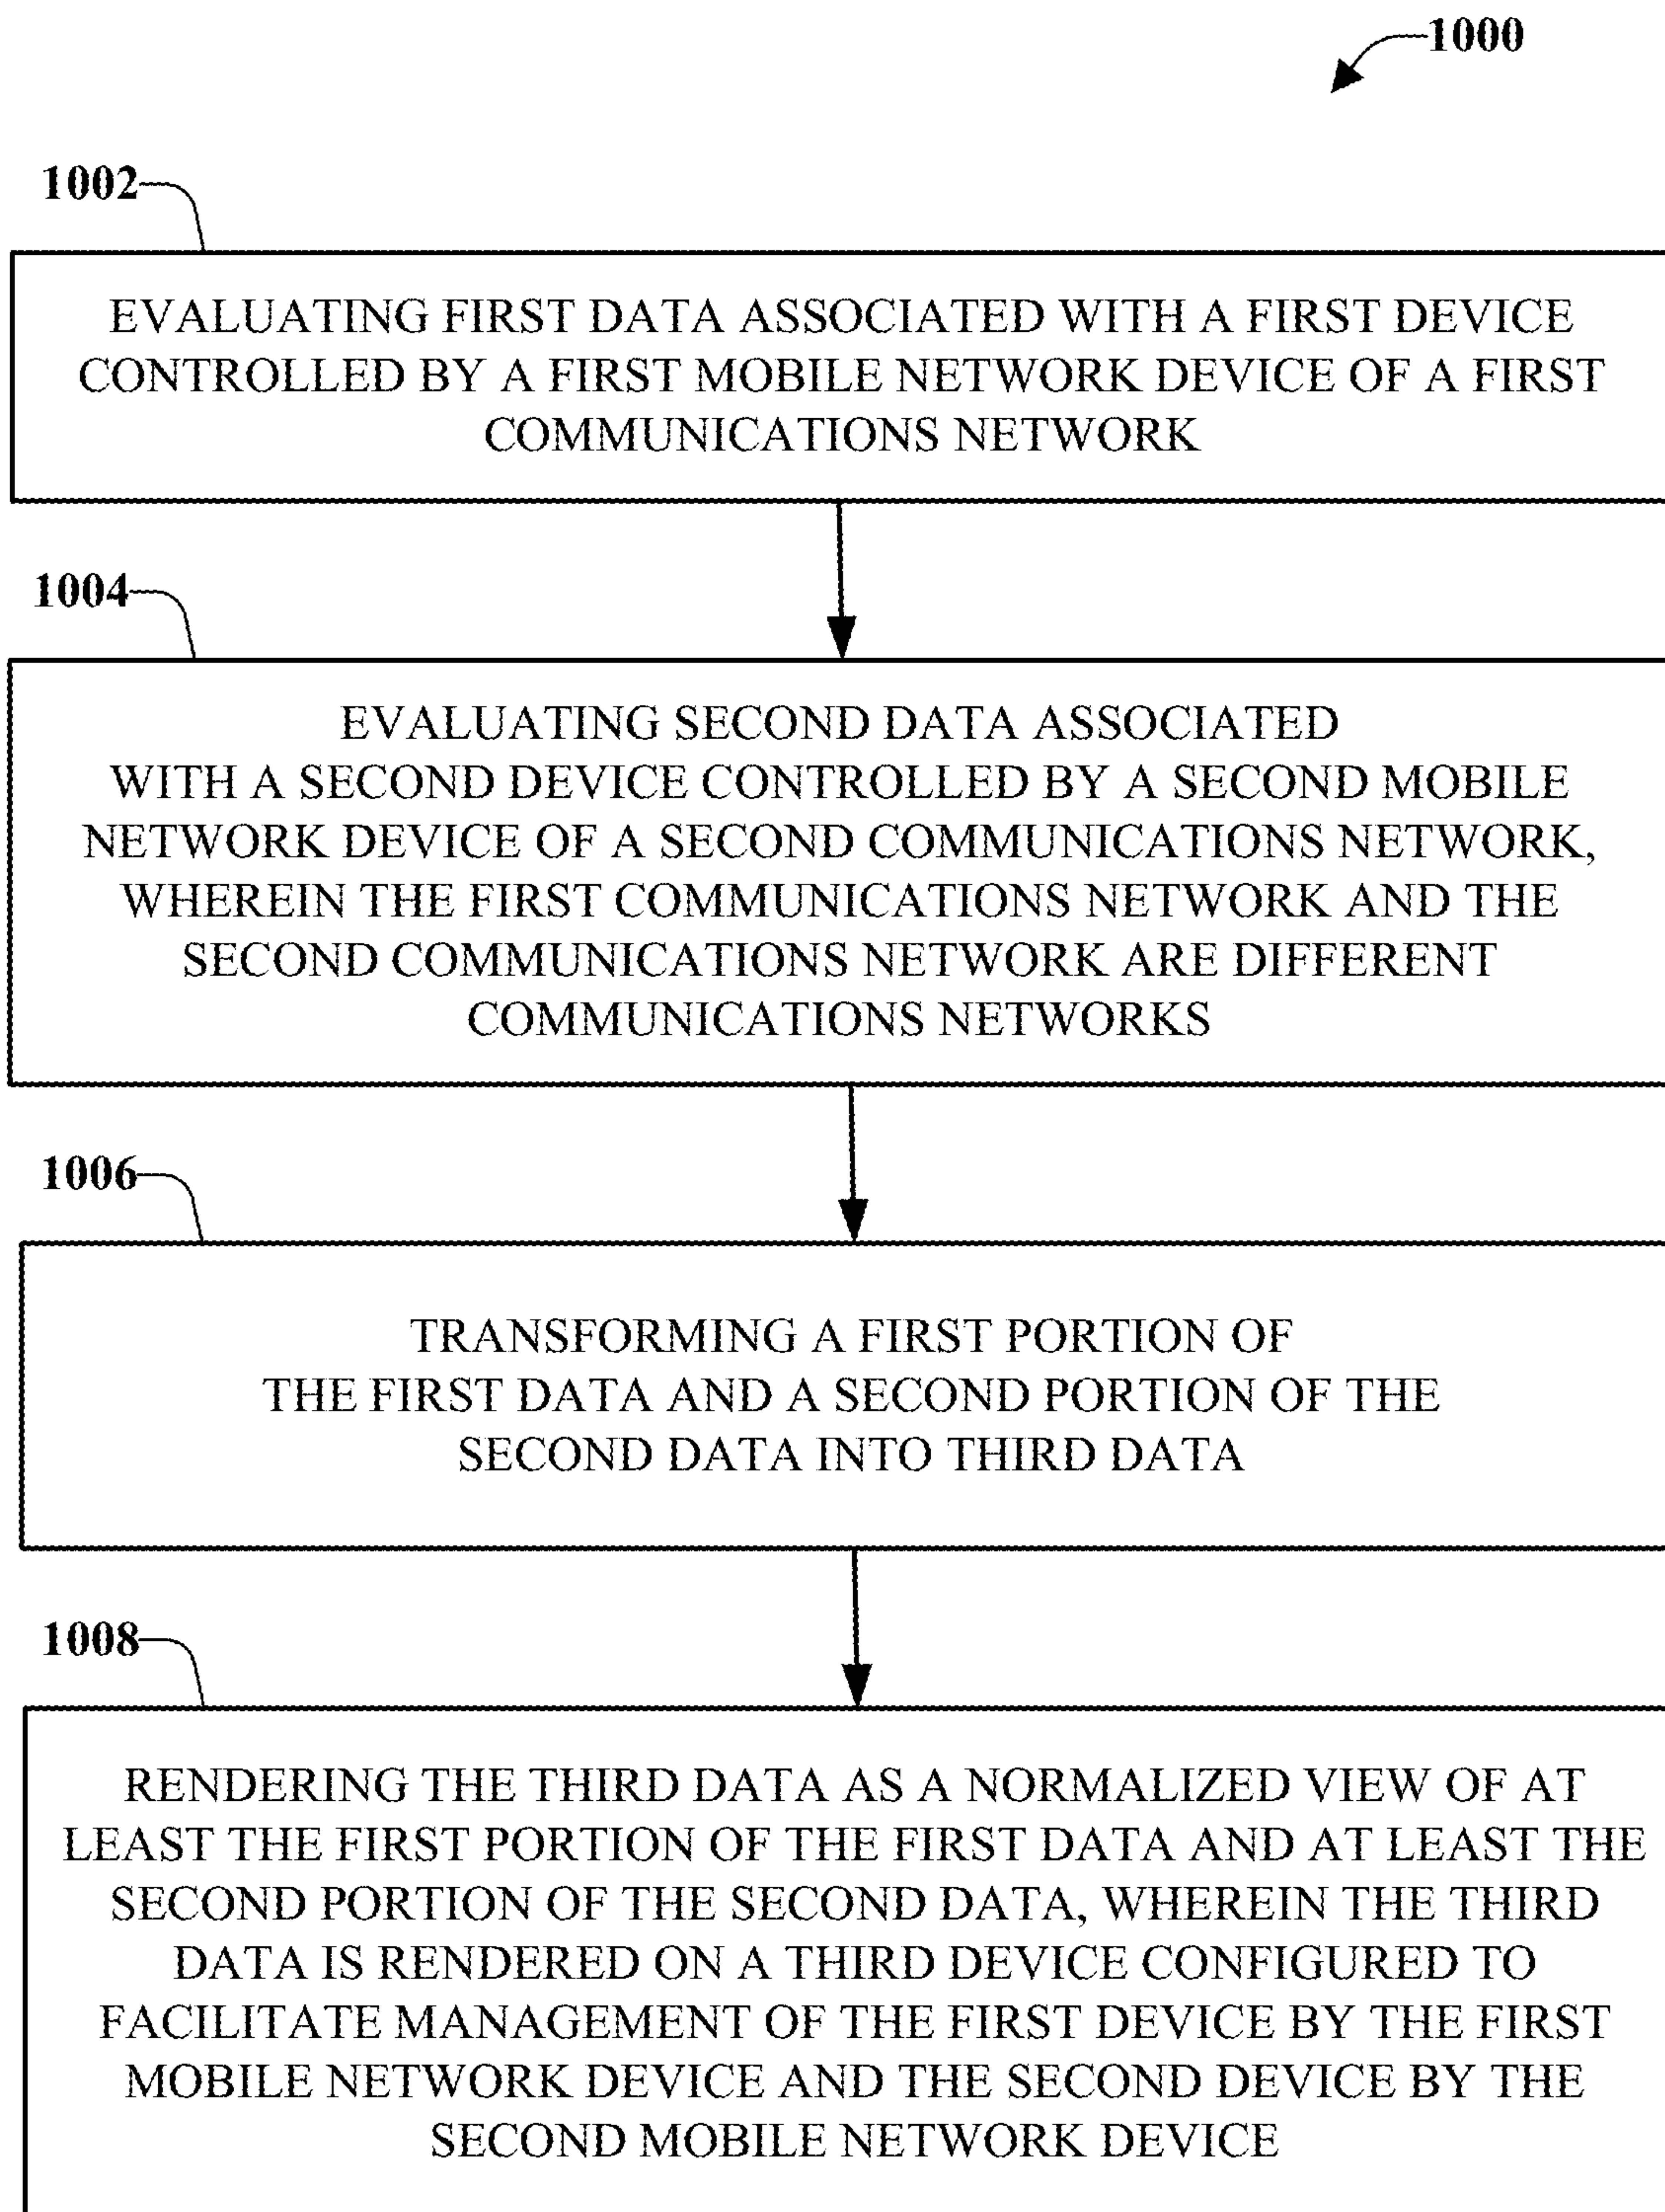 1000
1002
EVALUATING FIRST DATA ASSOCIATED WITH A FIRST DEVICE
CONTROLLED BY A FIRST MOBILE NETWORK DEVICE OF A FIRST
COMMUNICATIONS NETWORK
1004
EVALUATING SECOND DATA ASSOCIATED
WITH A SECOND DEVICE CONTROLLED BY A SECOND MOBILE
NETWORK DEVICE OF A SECOND COMMUNICATIONS NETWORK,
WHEREIN THE FIRST COMMUNICATIONS NETWORK AND THE
SECOND COMMUNICATIONS NETWORK ARE DIFFERENT
COMMUNICATIONS NETWORKS
1006
TRANSFORMING A FIRST PORTION OF
THE FIRST DATA AND A SECOND PORTION OF THE
SECOND DATA INTO THIRD DATA
1008
RENDERING THE THIRD DATA AS A NORMALIZED VIEW OF AT
LEAST THE FIRST PORTION OF THE FIRST DATA AND AT LEAST THE
SECOND PORTION OF THE SECOND DATA, WHEREIN THE THIRD
DATA IS RENDERED ON A THIRD DEVICE CONFIGURED TO
FACILITATE MANAGEMENT OF THE FIRST DEVICE BY THE FIRST
MOBILE NETWORK DEVICE AND THE SECOND DEVICE BY THE
SECOND MOBILE NETWORK DEVICE